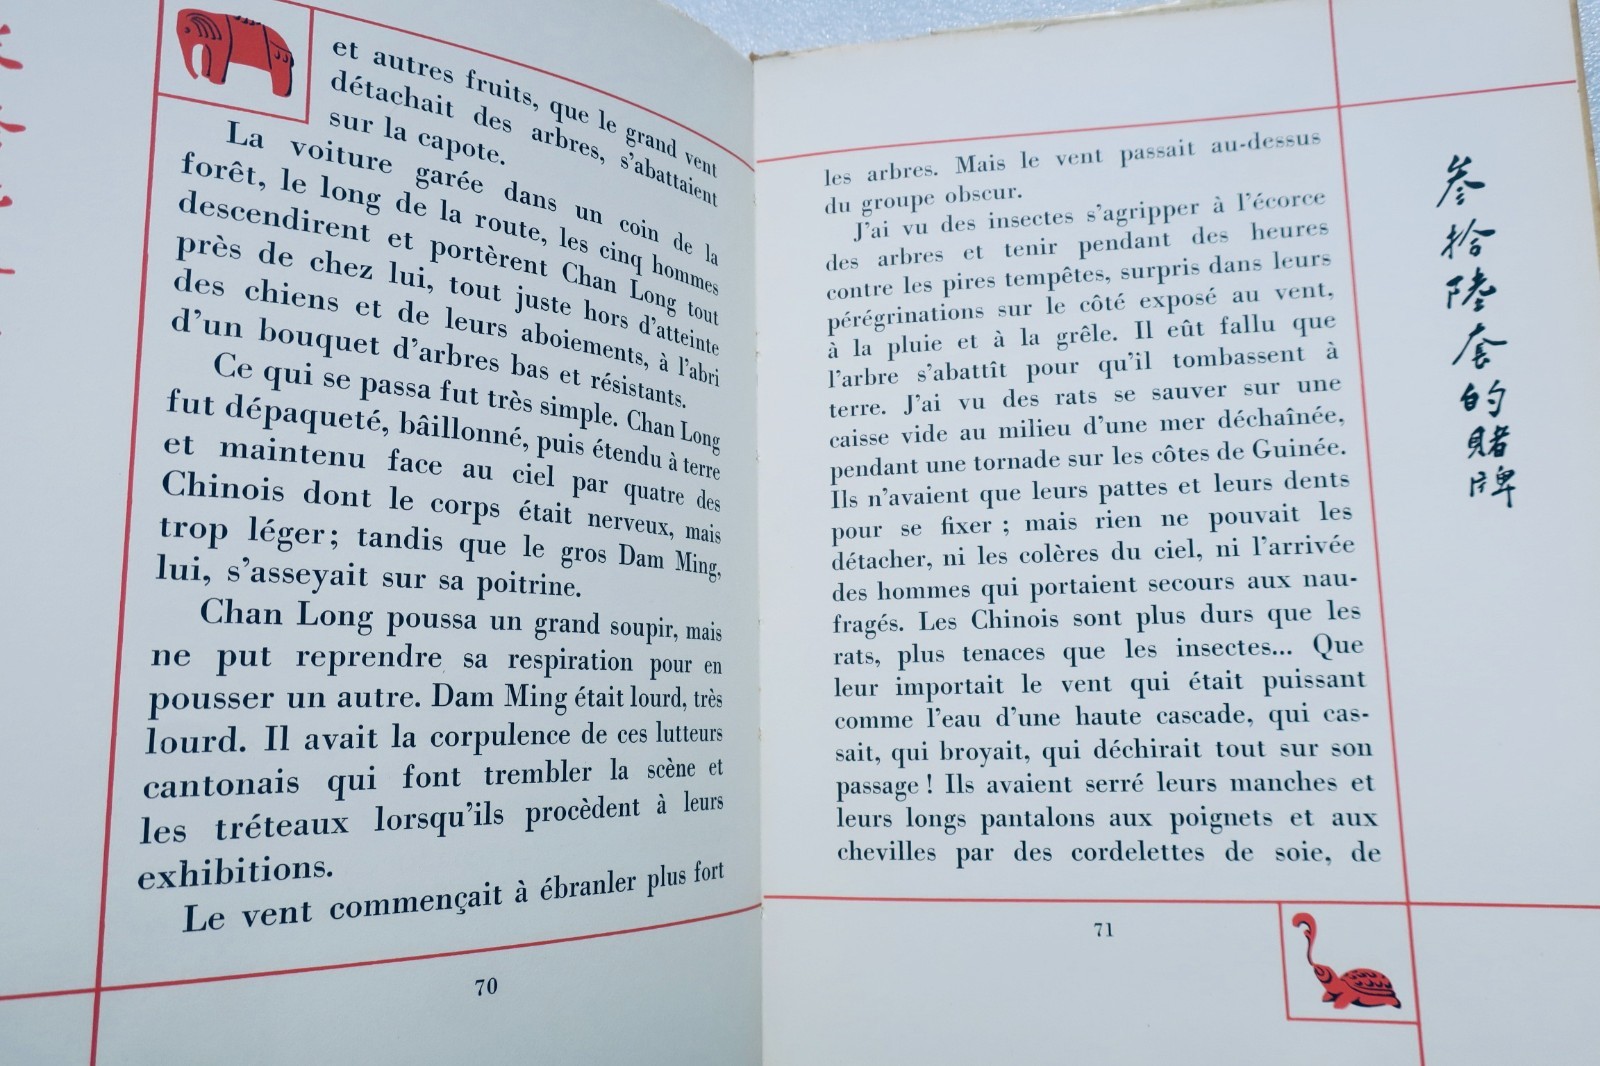 et autres fruits, que le grand vent
détachait des arbres, s'abattaient
sur la capote.
La voiture garée dans un coin de la
forêt, le long de la route, les cinq hommes
descendirent et portèrent Chan Long tout
près de chez lui, tout juste hors d'atteinte
des chiens et de leurs aboiements, à l'abri
d'un bouquet d'arbres bas et résistants.
Ce qui se passa fut très simple. Chan Long
fut dépaqueté, bâillonné, puis étendu à terre
et maintenu face au ciel par quatre des
Chinois dont le corps était nerveux, mais
trop léger; tandis que le gros Dam Ming,
lui, s'asseyait sur sa poitrine.
Chan Long poussa un grand soupir, mais
ne put reprendre sa respiration pour en
pousser un autre. Dam Ming était lourd, très
lourd. Il avait la corpulence de ces lutteurs
cantonais qui font trembler la scène et
les tréteaux lorsqu'ils procèdent à leurs
exhibitions.
Le vent commençait à ébranler plus fort
70
les arbres. Mais le vent passait au-dessus
du groupe obscur.
J'ai vu des insectes s'agripper à l'écorce
des arbres et tenir pendant des heures
contre les pires tempêtes, surpris dans leurs
pérégrinations sur le côté exposé au vent,
à la pluie et à la grêle. Il eût fallu que
l'arbre s'abattît pour qu'il tombassent à
terre. J'ai vu des rats se sauver sur une
caisse vide au milieu d'une mer déchaînée,
pendant une tornade sur les côtes de Guinée.
Ils n'avaient que leurs pattes et leurs dents
pour se fixer ; mais rien ne pouvait les
détacher, ni les colères du ciel, ni l'arrivée
des hommes qui portaient secours aux nau-
fragés. Les Chinois sont plus durs que les
rats, plus tenaces que les insectes... Que
leur importait le vent qui était puissant
comme l'eau d'une haute cascade, qui cas-
sait, qui broyait, qui déchirait tout sur son
passage ! Ils avaient serré leurs manches et
leurs longs pantalons aux poignets et aux
chevilles par des cordelettes de soie, de
71
叁拾陸套的賭牌